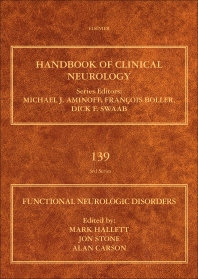 ELSEVIER
HANDBOOK OF CLINICAL
NEUROLOGY
Series Editors:
MICHAEL J. AMINOFF, FRANÇOIS BOLLER,
DICK F. SWAAB
139
3rd Series
FUNCTIONAL NEUROLOGIC DISORDERS
Edited by:
MARK HALLETT
JON STONE
ALAN CARSON